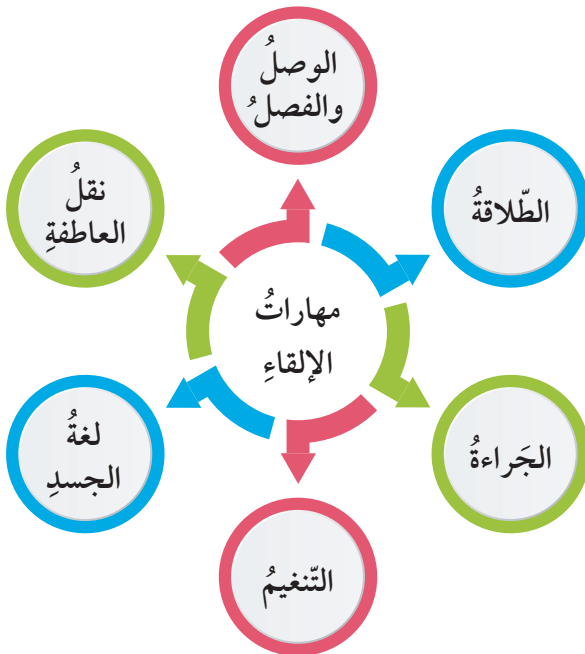 الوصلُ
والفصلُ
الطّلاقةُ
نقلُ
العاطفةِ
مهاراتُ
الإلقاءِ
الجَراءةُ
لغةُ
الجسدِ
التّنغيمُ